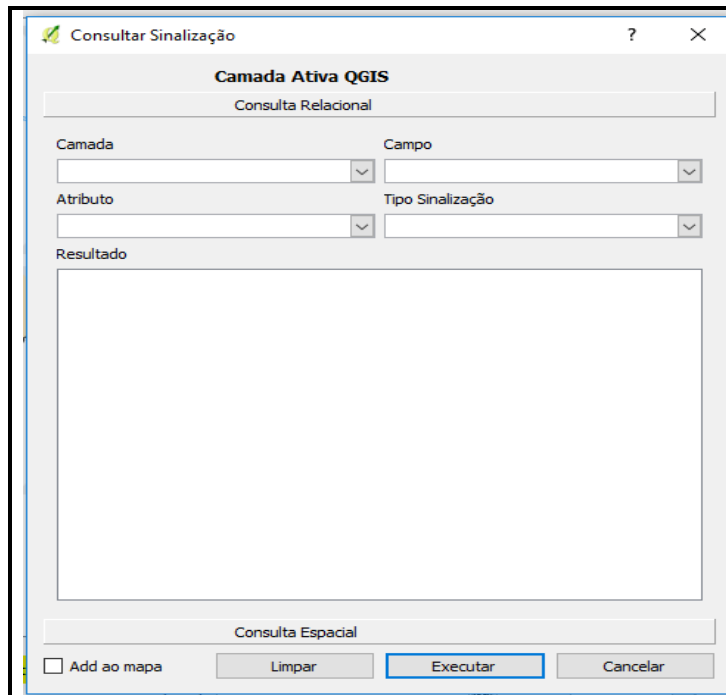 Consultar Sinalização ?
Camada Ativa QGIS
Consulta Relacional
Camada Campo
Atributo Tipo Sinalização
Resultado
Consulta Espacial
Add ao mapa Limpar Executar Cancelar